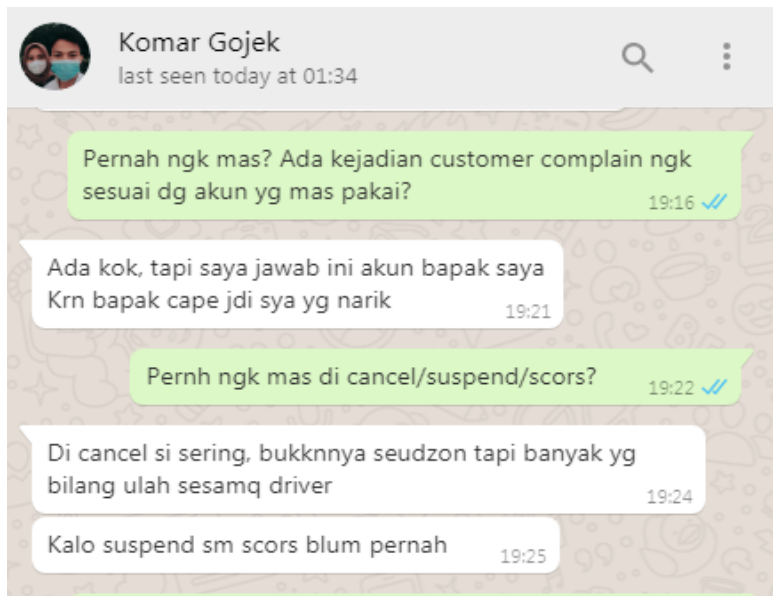 Komar Gojek
last seen today at 01:34
Pernah ngk mas? Ada kejadian customer complain ngk
sesuai dg akun yg mas pakai?
19:16
Ada kok, tapi saya jawab ini akun bapak saya
Krn bapak cape jdi sya yg narik
19:21
Pernh ngk mas di cancel/suspend/scors?
19:22
Di cancel si sering, bukknnya seudzon tapi banyak yg
bilang ulah sesamq driver
19:24
Kalo suspend sm scors blum pernah
19:25